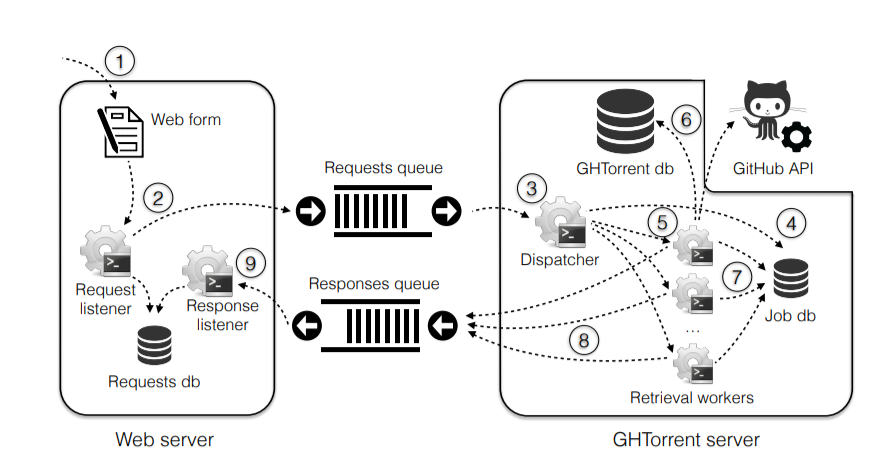 1
Web form
2
Requests queue
3
GHTorrent db
6
GitHub API
Dispatcher
5
4
>_
Request
listener
>_
Response
listener
9
Responses queue
>_
>_
7
Job db
...
8
>_
>_
Requests db
Retrieval workers
Web server
GHTorrent server